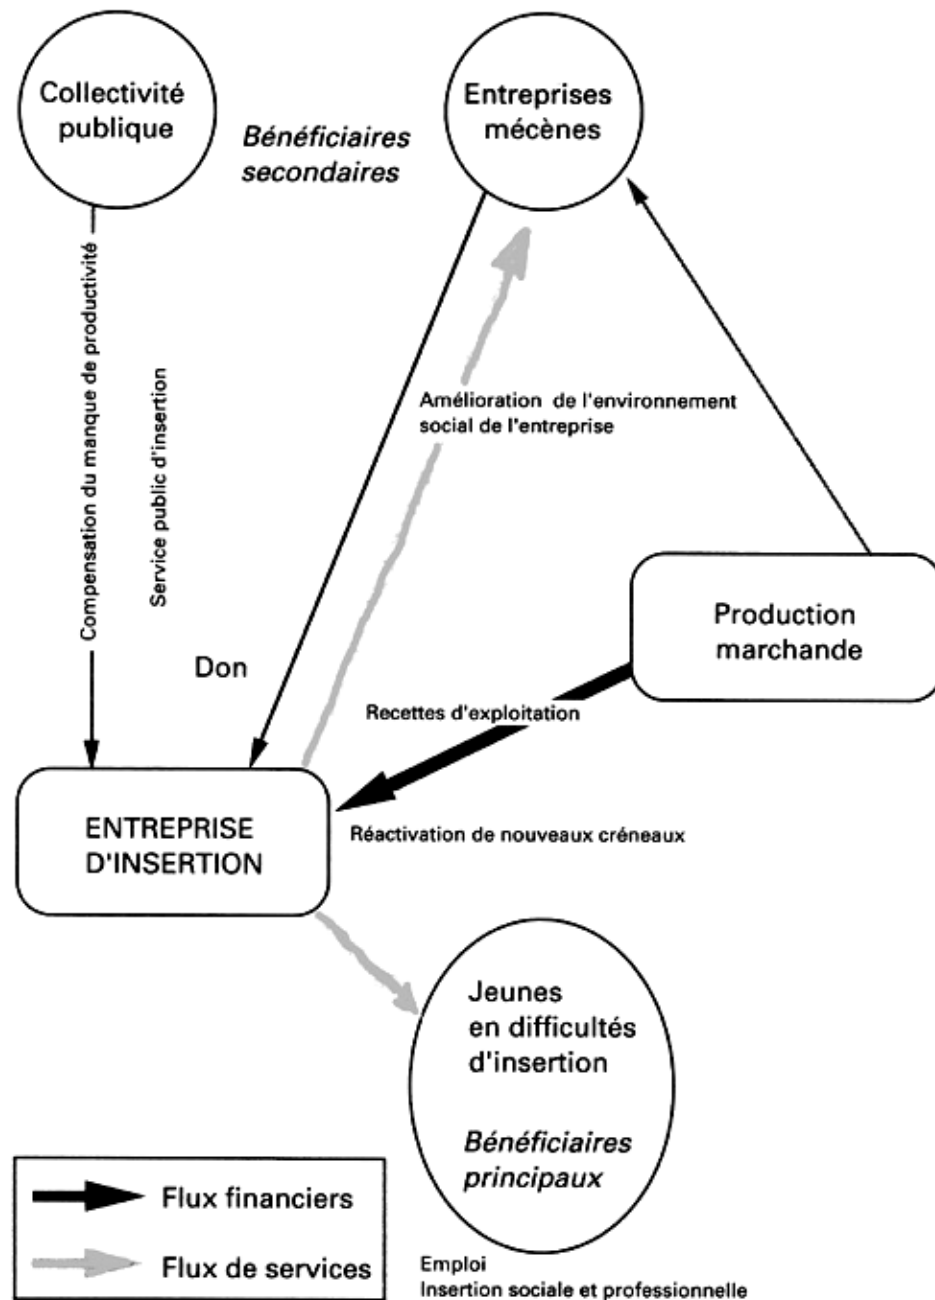 Collectivité
publique
Bénéficiaires
secondaires
Entreprises
mécènes
Compensation du manque de productivité
Service public d'insertion
Amélioration de l'environnement
social de l'entreprise
Production
marchande
Don
Recettes d'exploitation
ENTREPRISE
D'INSERTION
Réactivation de nouveaux créneaux
Jeunes
en difficultés
d'insertion
Bénéficiaires
principaux
Flux financiers
Flux de services
Emploi
Insertion sociale et professionnelle